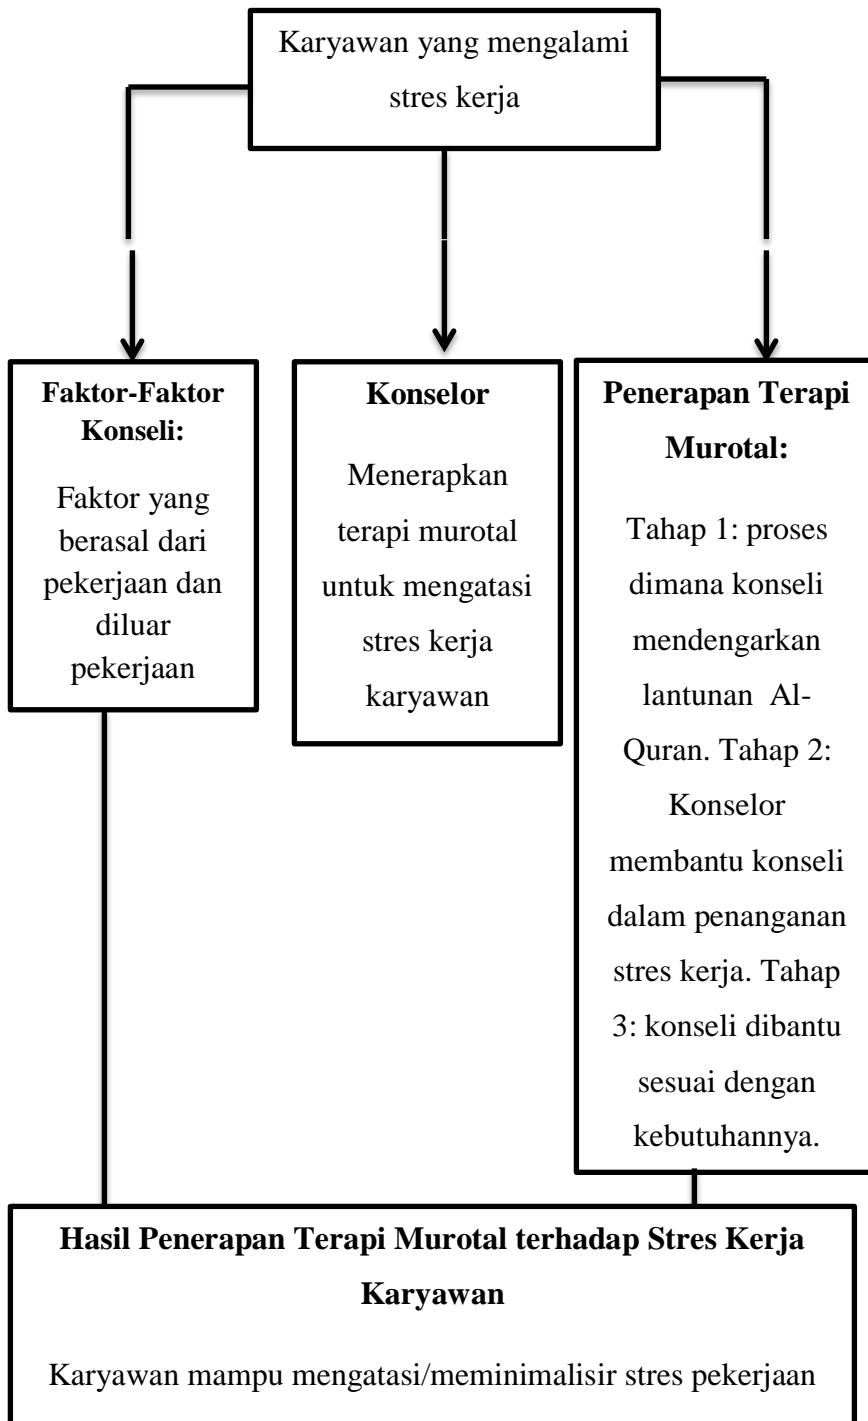 Karyawan yang mengalami
stres kerja
Faktor-Faktor
Konseli:
Faktor yang
berasal dari
pekerjaan dan
diluar
pekerjaan
Konselor
Menerapkan
terapi murotal
untuk mengatasi
stres kerja
karyawan
Penerapan Terapi
Murotal:
Tahap 1: proses
dimana konseli
mendengarkan
lantunan Al-
Quran. Tahap 2:
Konselor
membantu konseli
dalam penanganan
stres kerja. Tahap
3: konseli dibantu
sesuai dengan
kebutuhannya.
Hasil Penerapan Terapi Murotal terhadap Stres Kerja
Karyawan
Karyawan mampu mengatasi/meminimalisir stres pekerjaan